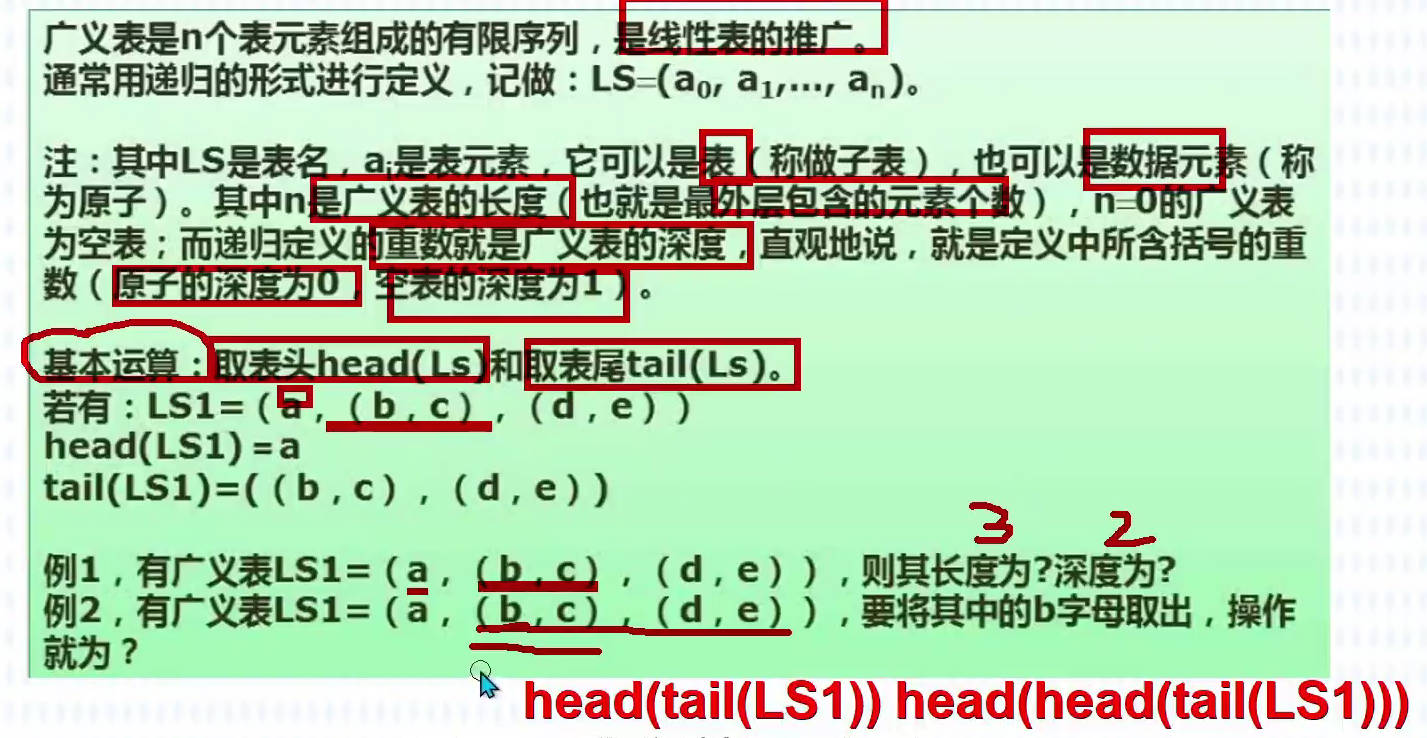 广义表是n个表元素组成的有限序列，是线性表的推广。
通常用递归的形式进行定义，记做：LS=(a0, a1,..., an)。
注：其中LS是表名，ai是表元素，它可以是表（称做子表），也可以是数据元素（称
为原子）。其中n是广义表的长度（也就是最外层包含的元素个数），n=0的广义表
为空表；而递归定义的重数就是广义表的深度，直观地说，就是定义中所含括号的重
数（原子的深度为0，空表的深度为1）。
基本运算：取表头head(Ls)和取表尾tail(Ls)。
若有：LS1=（a，（b，c），（d，e））
head(LS1)=a
tail(LS1)=(（b，c），（d，e）)
3 2
例1，有广义表LS1=（a，（b，c），（d，e）），则其长度为?深度为?
例2，有广义表LS1=（a，（b，c），（d，e）），要将其中的b字母取出，操作
就为？
head(tail(LS1)) head(head(tail(LS1)))